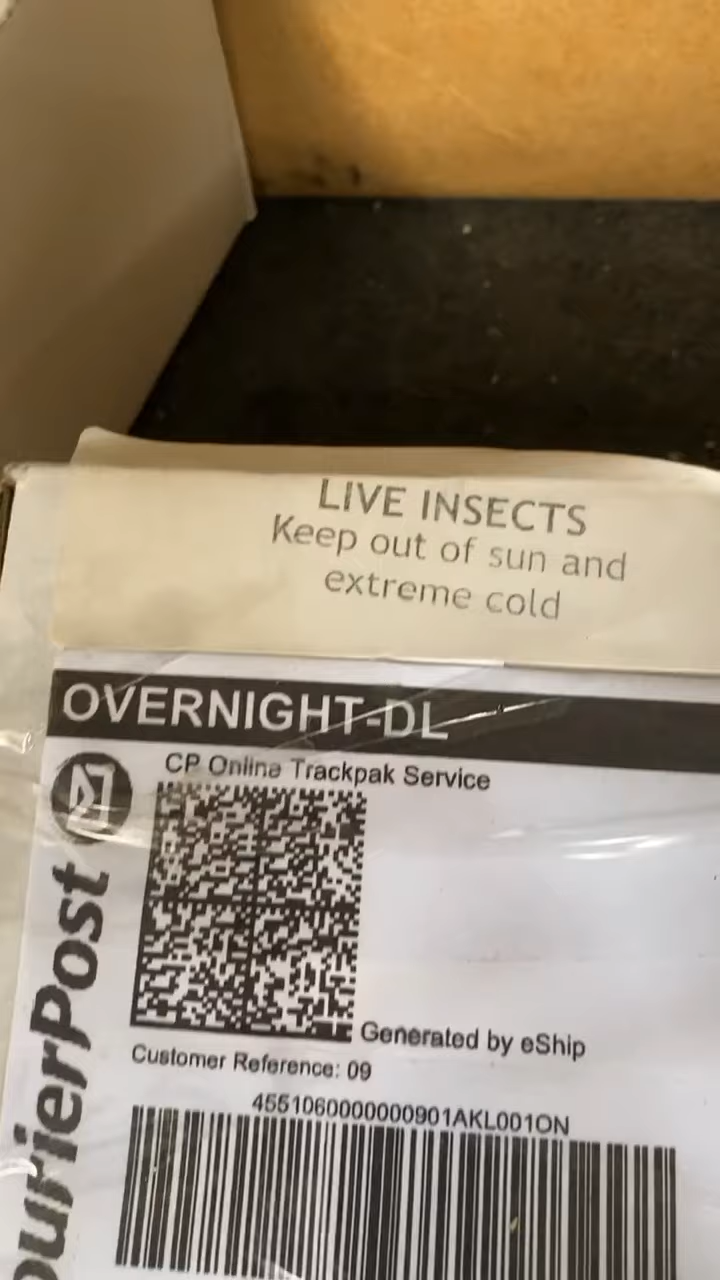 LIVE INSECTS
Keep out of sun and
extreme cold
OVERNIGHT-DL
CP Online Trackpak Service
ourierPost
Generated by eShip
Customer Reference: 09
4551060000000901AKL001ON